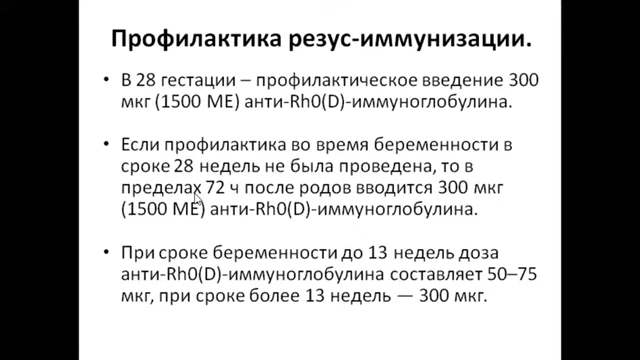 Профилактика резус-иммунизации.
• В 28 гестации – профилактическое введение 300
мкг (1500 МЕ) анти-Rh0(D)-иммуноглобулина.
• Если профилактика во время беременности в
сроке 28 недель не была проведена, то в
пределах 72 ч после родов вводится 300 мкг
(1500 МЕ) анти-Rh0(D)-иммуноглобулина.
• При сроке беременности до 13 недель доза
анти-Rh0(D)-иммуноглобулина составляет 50–75
мкг, при сроке более 13 недель — 300 мкг.